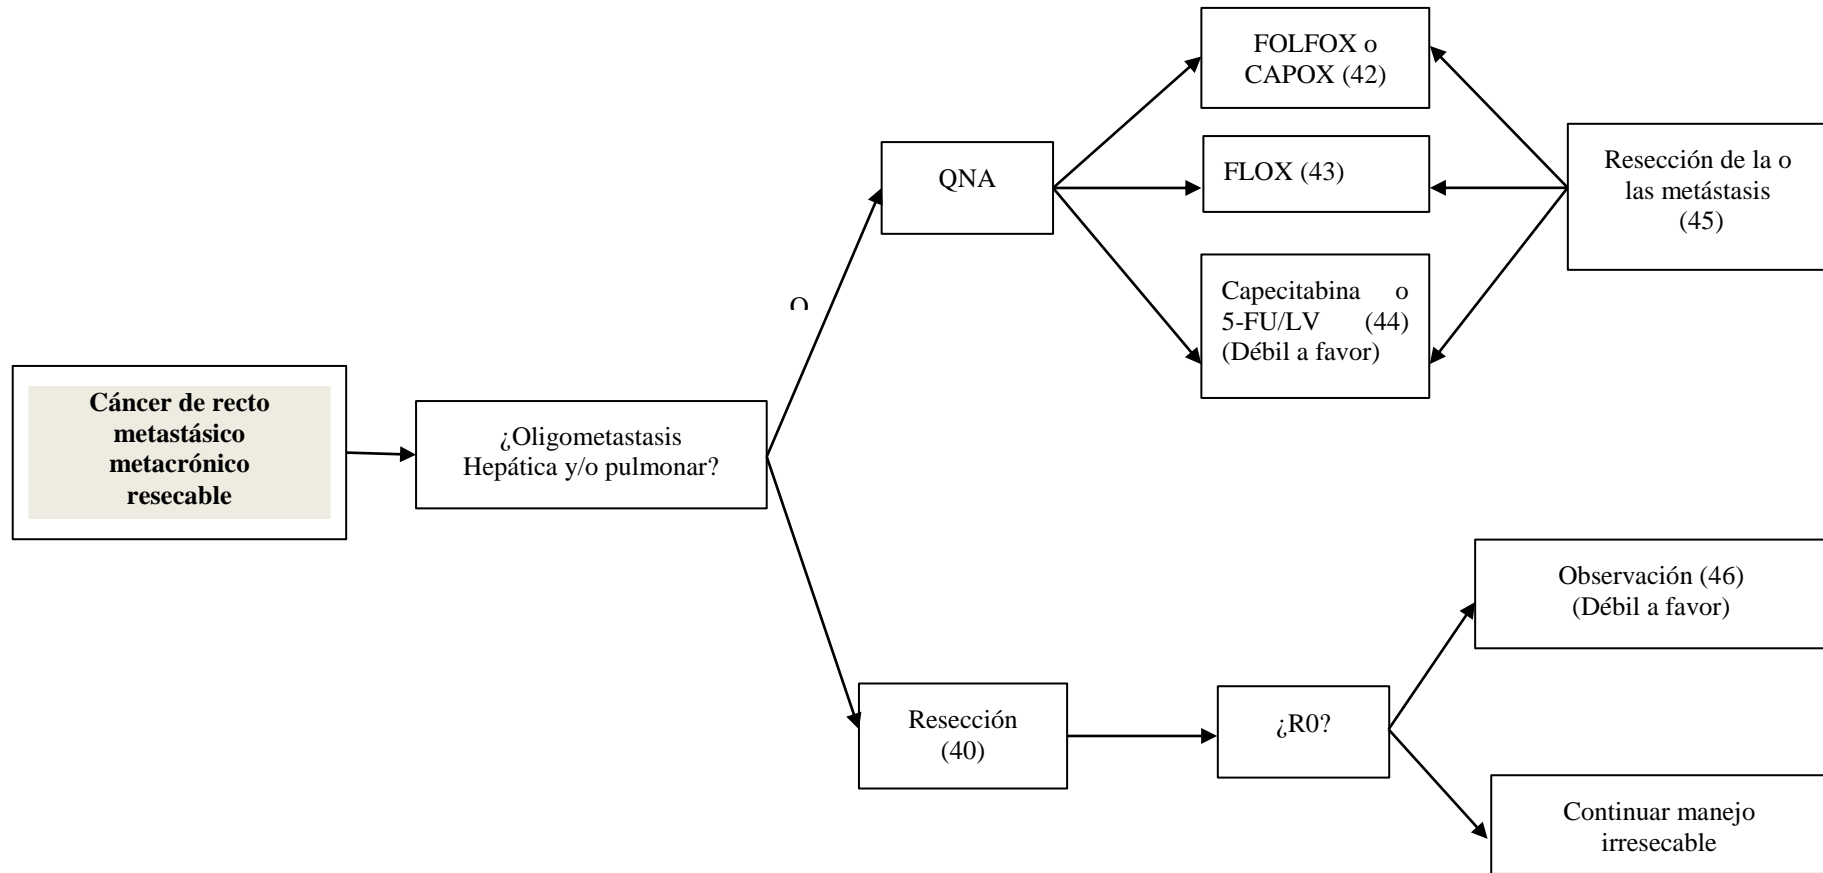 FOLFOX o
CAPOX (42)
QNA
FLOX (43)
Resección de la o
las metástasis
(45)
Capecitabina o
5-FU/LV (44)
(Débil a favor)
O
Cáncer de recto
metastásico
metacrónico
resecable
¿Oligometastasis
Hepática y/o pulmonar?
Observación (46)
(Débil a favor)
Resección
(40)
¿R0?
Continuar manejo
irresecable